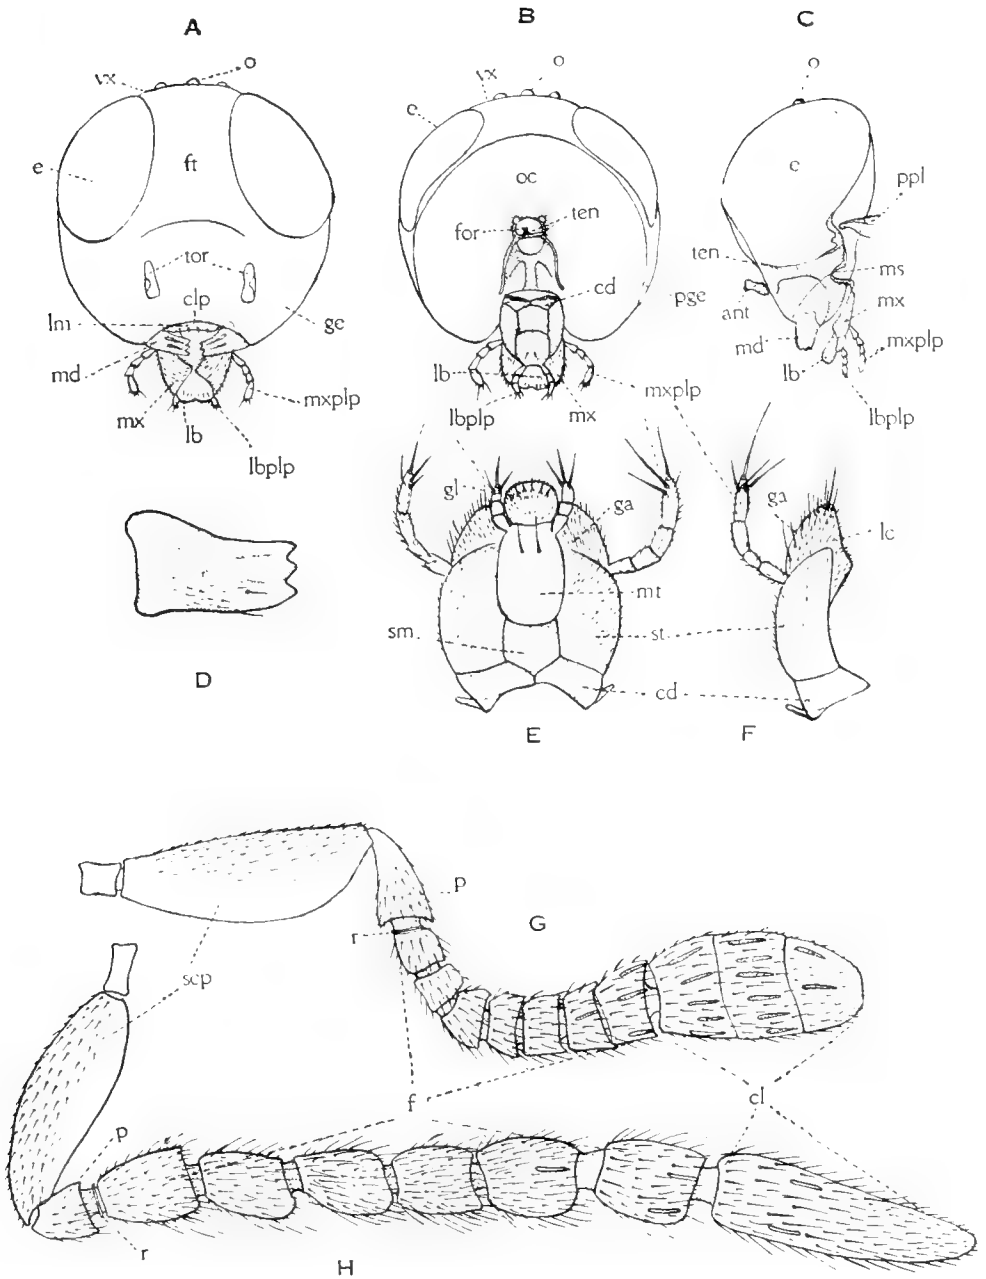 A
B
C
vx
o
e
ft
tor
clp
lm
md
ge
mx
lb
mxplp
lbplp
vx
o
e
oc
for
ten
cd
pge
lb
lbplp
mx
mxplp
o
e
ppl
ten
ms
ant
mx
md
mxplp
lb
lbplp
D
gl
ga
mt
sm
st
cd
E
ga
lc
F
p
G
r
scp
f
cl
p
r
H